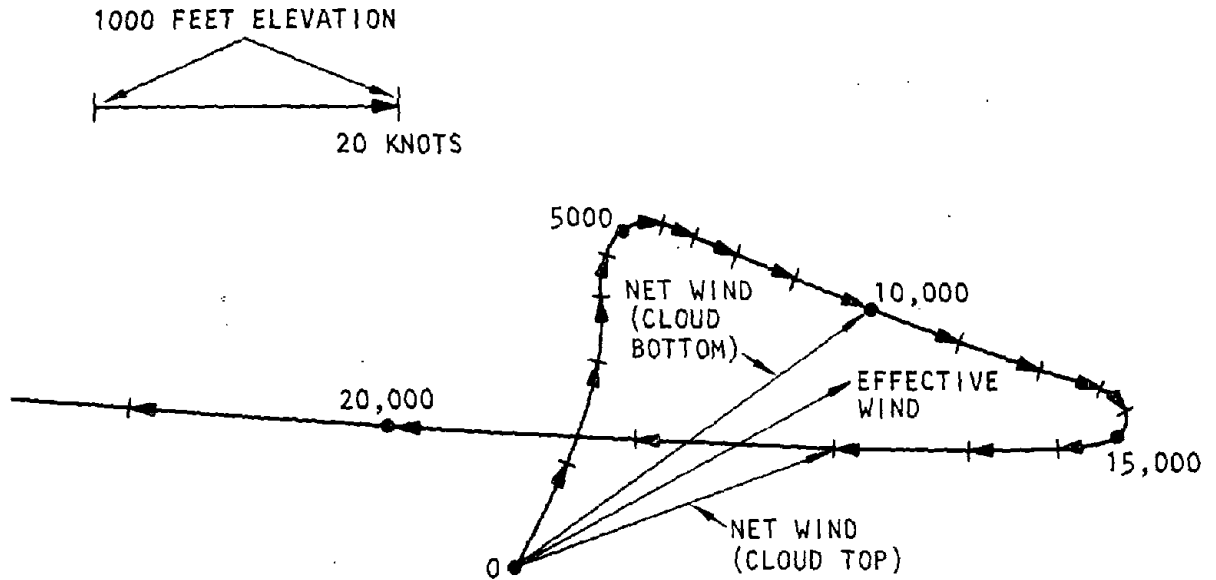 1000 FEET ELEVATION
20 KNOTS
5000
NET WIND
(CLOUD
BOTTOM)
10,000
EFFECTIVE
WIND
20,000
15,000
NET WIND
(CLOUD TOP)
0